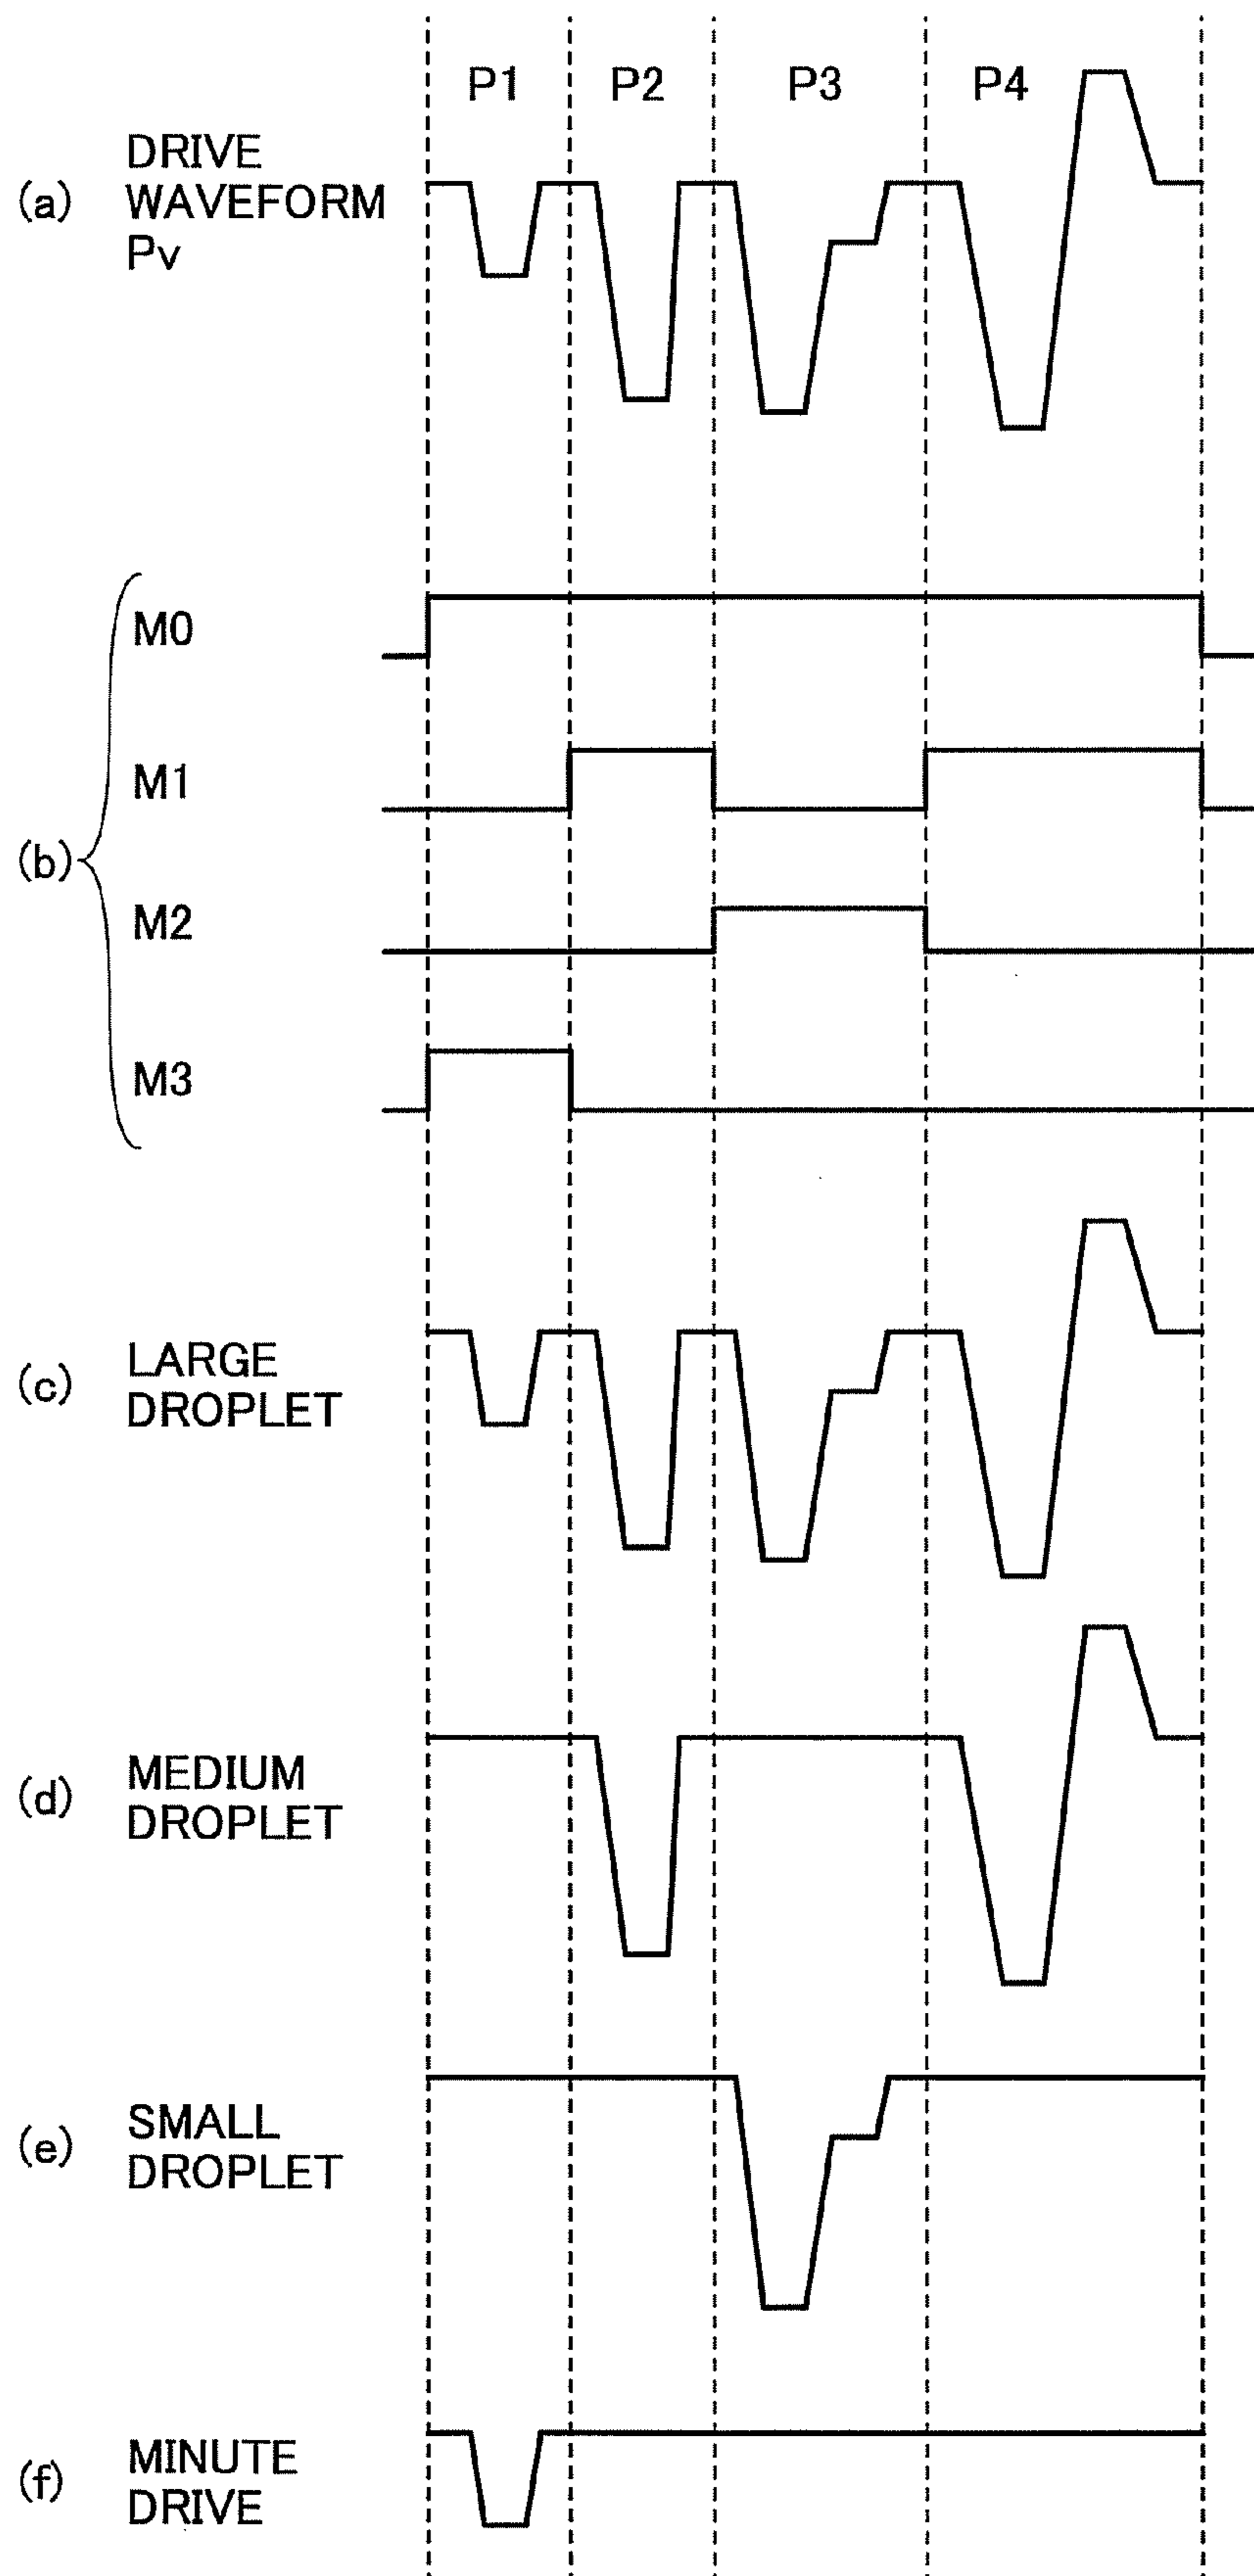 P1 P2 P3 P4
(a) DRIVE
WAVEFORM
Pv
(b)
M0
M1
M2
M3
(c) LARGE
DROPLET
(d) MEDIUM
DROPLET
(e) SMALL
DROPLET
(f) MINUTE
DRIVE